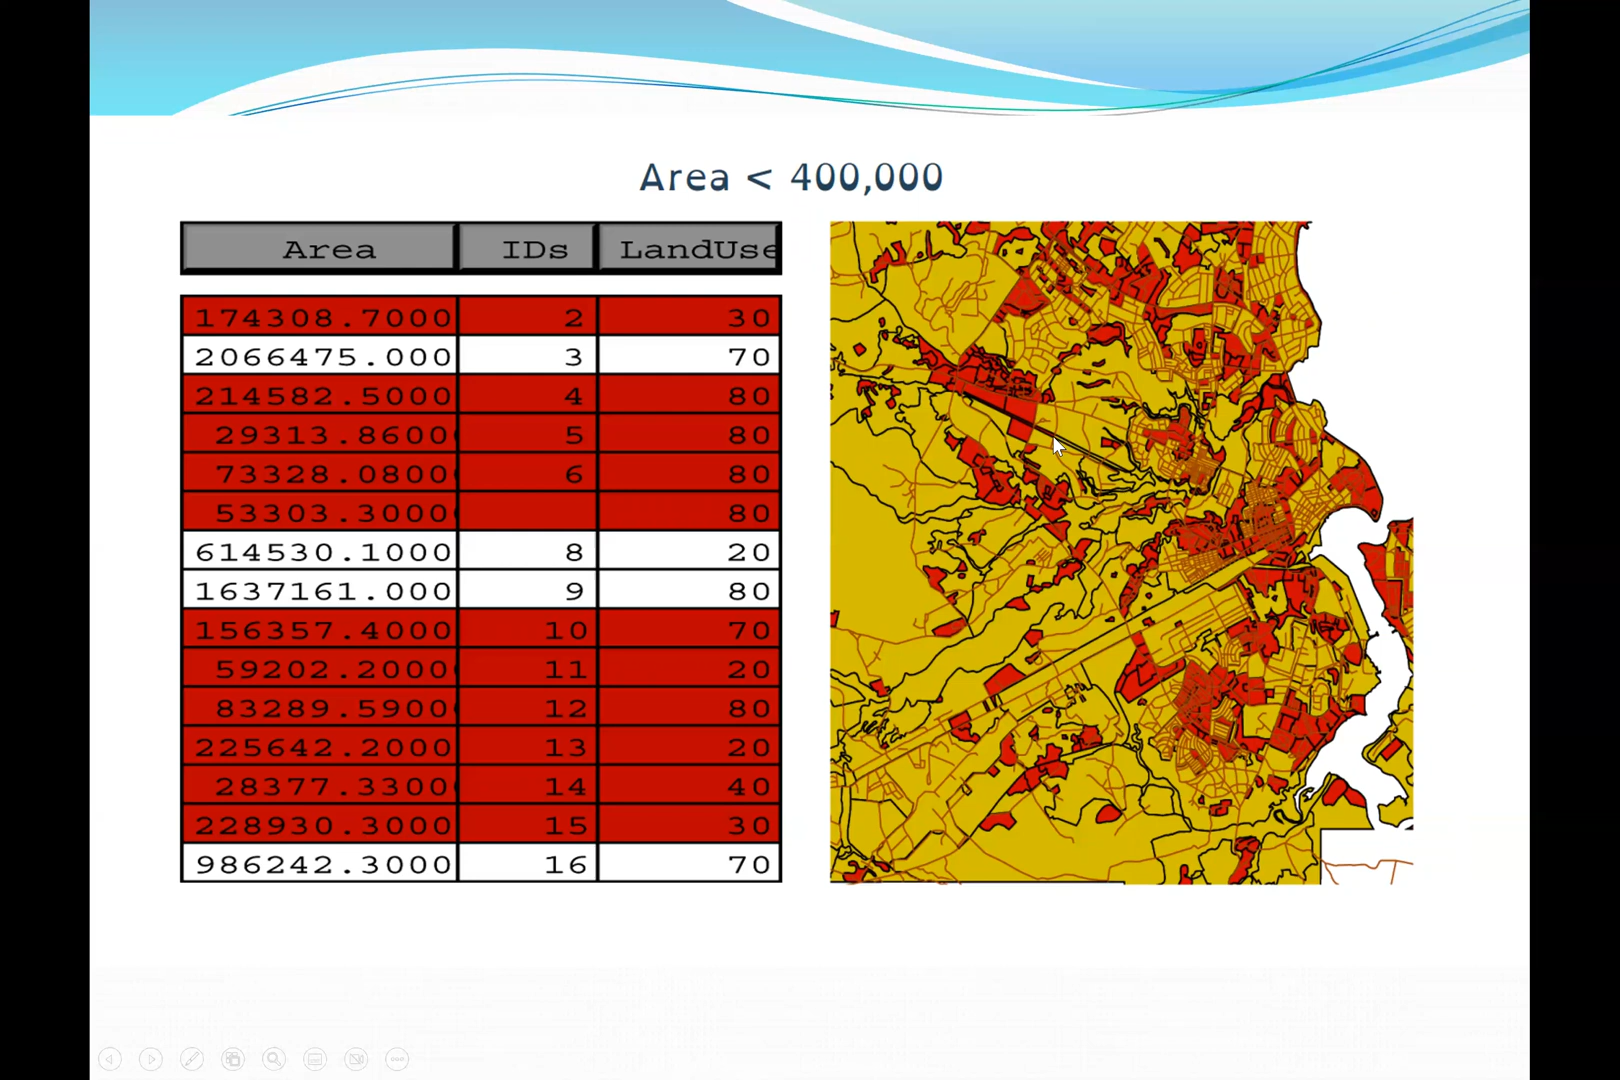 Area < 400,000
Area IDs LandUse
174308.7000 2 30
2066475.000 3 70
214582.5000 4 80
29313.8600 5 80
73328.0800 6 80
53303.3000 80
614530.1000 8 20
1637161.000 9 80
156357.4000 10 70
59202.2000 11 20
83289.5900 12 80
225642.2000 13 20
28377.3300 14 40
228930.3000 15 30
986242.3000 16 70